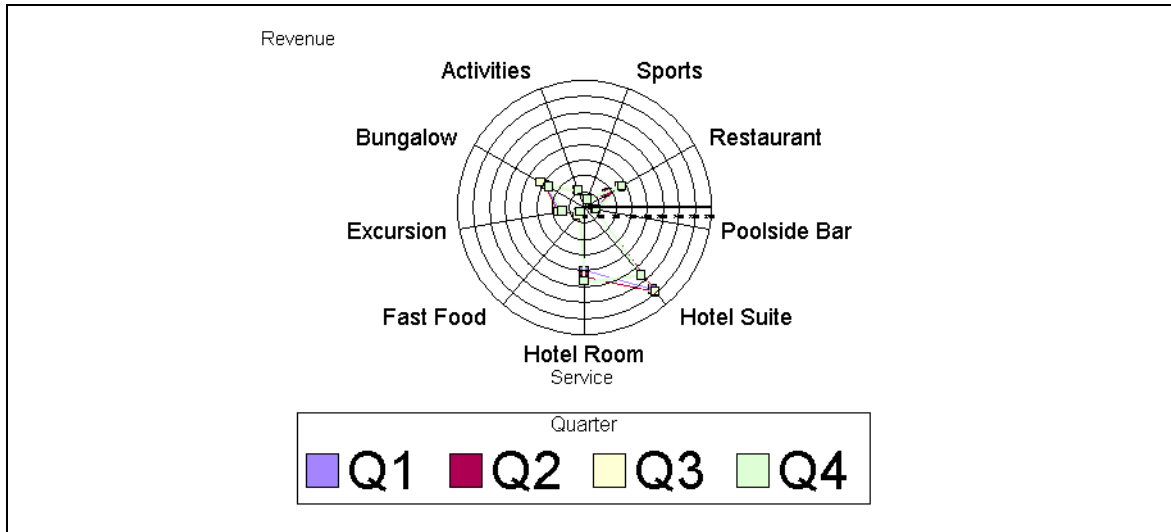 Revenue
Activities
Sports
Bungalow
Restaurant
Excursion
Poolside Bar
Fast Food
Hotel Suite
Hotel Room
Service
Quarter
Q1 Q2 Q3 Q4